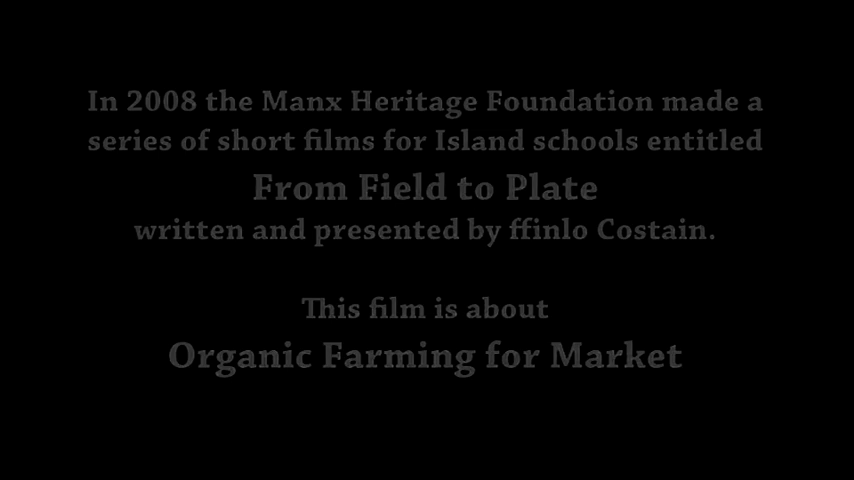 In 2008 the Manx Heritage Foundation made a
series of short films for Island schools entitled
From Field to Plate
written and presented by ffinlo Costain.
This film is about
Organic Farming for Market